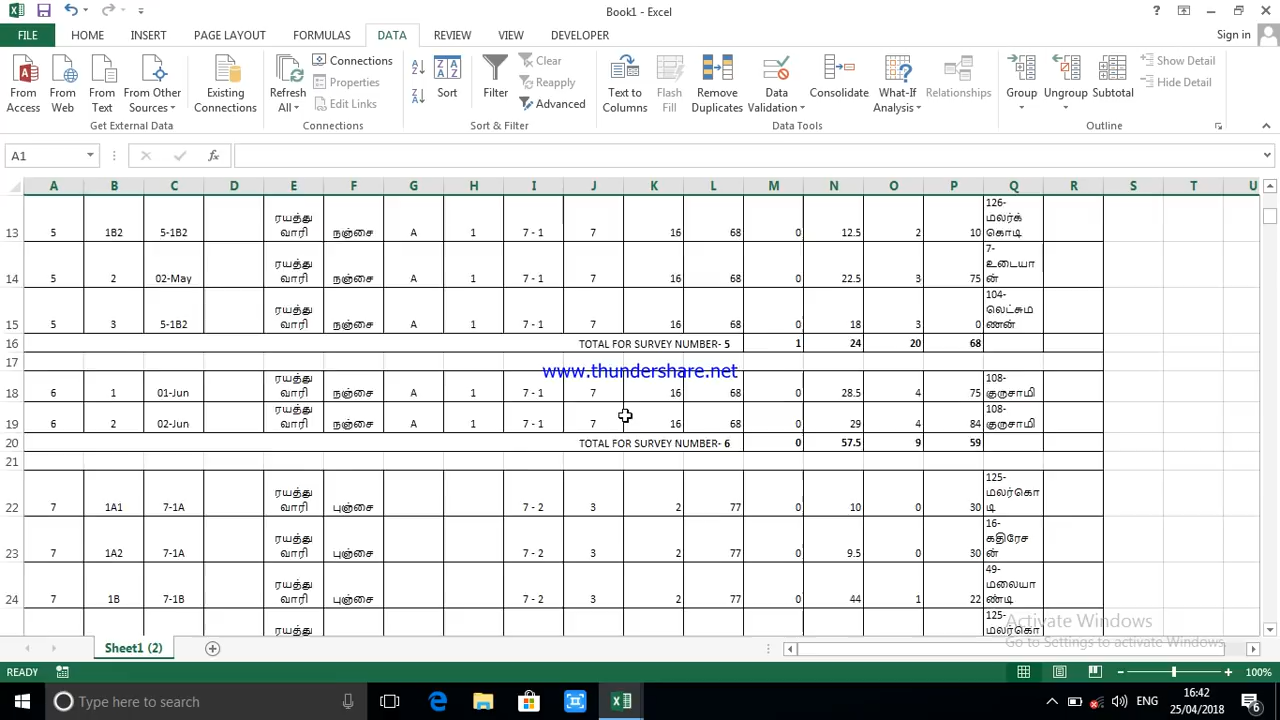 Book1 - Excel
FILE HOME INSERT PAGE LAYOUT FORMULAS DATA REVIEW VIEW DEVELOPER Sign in
From Access
From Web
From Text
From Other Sources
Existing Connections
Refresh All
Connections
Properties
Edit Links
Sort
Filter
Clear
Reapply
Advanced
Text to Columns
Flash Fill
Remove Duplicates
Data Validation
Consolidate
What-If Analysis
Relationships
Group
Ungroup
Subtotal
Show Detail
Hide Detail
Get External Data Connections Sort & Filter Data Tools Outline
A1 fx
A B C D E F G H I J K L M N O P Q R S T U
13 5 1B2 5-1B2 ரயத்துவாரி நஞ்சை A 1 7 - 1 7 16 68 0 12.5 2 10 126-மலர்க்கொடி
14 5 2 02-May ரயத்துவாரி நஞ்சை A 1 7 - 1 7 16 68 0 22.5 3 75 7-உடையான்
15 5 3 5-1B2 ரயத்துவாரி நஞ்சை A 1 7 - 1 7 16 68 0 18 3 0 104-லெட்சுமணன்
16 TOTAL FOR SURVEY NUMBER- 5 1 24 20 68
17
www.thundershare.net
18 6 1 01-Jun ரயத்துவாரி நஞ்சை A 1 7 - 1 7 16 68 0 28.5 4 75 108-குருசாமி
19 6 2 02-Jun ரயத்துவாரி நஞ்சை A 1 7 - 1 7 16 68 0 29 4 84 108-குருசாமி
20 TOTAL FOR SURVEY NUMBER- 6 0 57.5 9 59
21
22 7 1A1 7-1A ரயத்துவாரி புஞ்சை 7 - 2 3 2 77 0 10 0 30 125-மலர்கொடி
23 7 1A2 7-1A ரயத்துவாரி புஞ்சை 7 - 2 3 2 77 0 9.5 0 30 16-கதிரேசன்
24 7 1B 7-1B ரயத்துவாரி புஞ்சை 7 - 2 3 2 77 0 44 1 22 49-மலையாண்டி
ரயத்து 125-மலர்கொ
Activate Windows
Go to Settings to activate Windows.
Sheet1 (2)
READY 100%
Type here to search
ENG
16:42
25/04/2018
6